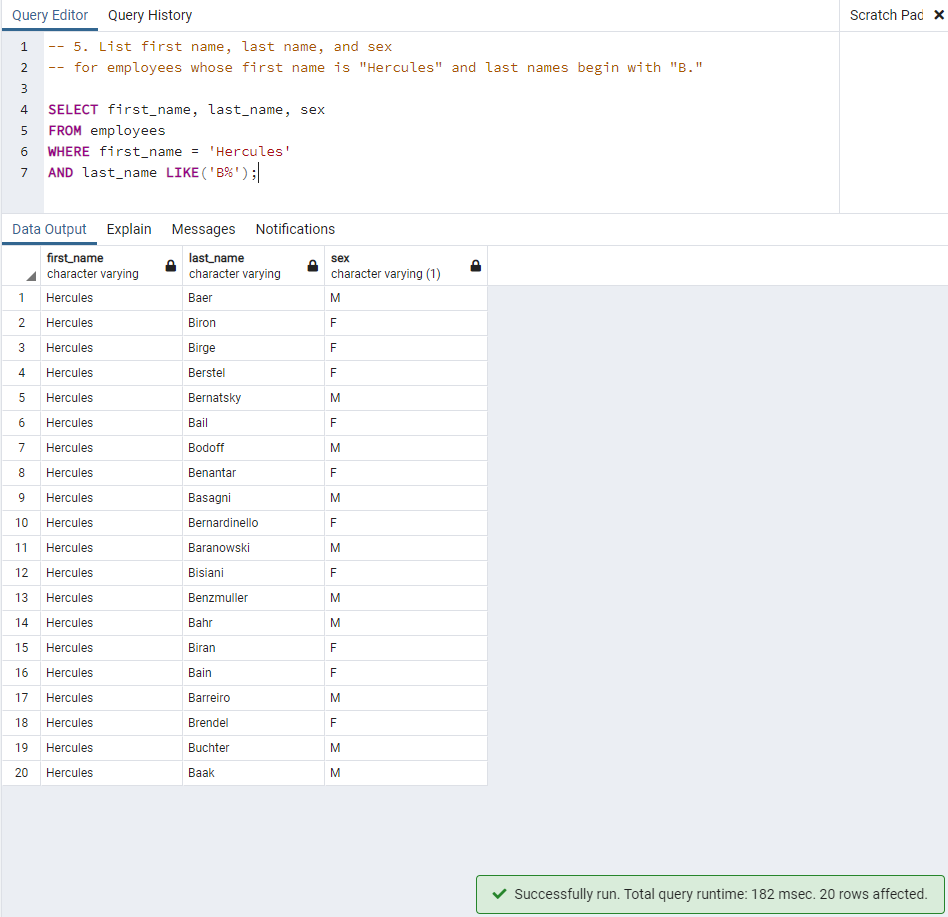 Query Editor Query History Scratch Pad ×
1 -- 5. List first name, last name, and sex
2 -- for employees whose first name is "Hercules" and last names begin with "B."
3
4 SELECT first_name, last_name, sex
5 FROM employees
6 WHERE first_name = 'Hercules'
7 AND last_name LIKE('B%');
Data Output Explain Messages Notifications
first_name last_name sex
character varying character varying character varying (1)
1 Hercules Baer M
2 Hercules Biron F
3 Hercules Birge F
4 Hercules Berstel F
5 Hercules Bernatsky M
6 Hercules Bail F
7 Hercules Bodoff M
8 Hercules Benantar F
9 Hercules Basagni M
10 Hercules Bernardinello F
11 Hercules Baranowski M
12 Hercules Bisiani F
13 Hercules Benzmuller M
14 Hercules Bahr M
15 Hercules Biran F
16 Hercules Bain F
17 Hercules Barreiro M
18 Hercules Brendel F
19 Hercules Buchter M
20 Hercules Baak M
Successfully run. Total query runtime: 182 msec. 20 rows affected.